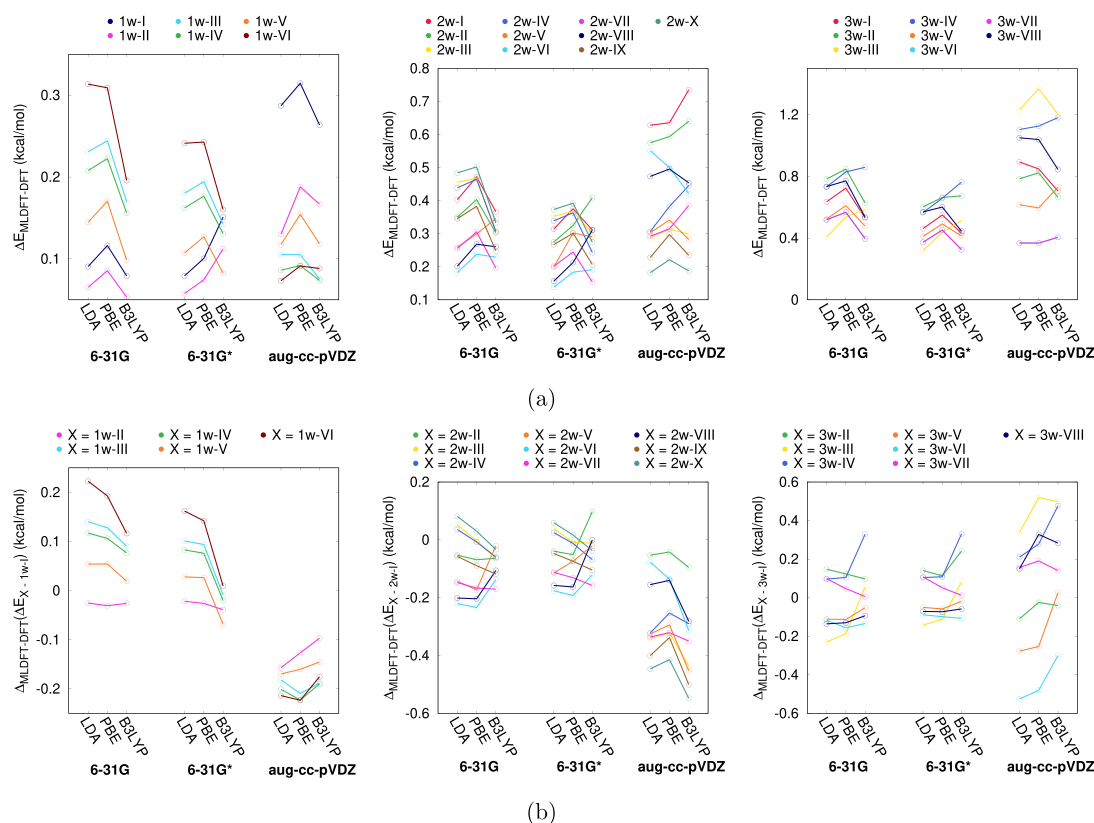 1w-I 1w-III 1w-V
1w-II 1w-IV 1w-VI
ΔE_MLDFT-DFT (kcal/mol)
0.3
0.2
0.1
LDA PBE B3LYP LDA PBE B3LYP LDA PBE B3LYP
6-31G 6-31G* aug-cc-pVDZ
2w-I 2w-IV 2w-VII 2w-X
2w-II 2w-V 2w-VIII
2w-III 2w-VI 2w-IX
ΔE_MLDFT-DFT (kcal/mol)
0.8
0.7
0.6
0.5
0.4
0.3
0.2
0.1
LDA PBE B3LYP LDA PBE B3LYP LDA PBE B3LYP
6-31G 6-31G* aug-cc-pVDZ
3w-I 3w-IV 3w-VII
3w-II 3w-V 3w-VIII
3w-III 3w-VI
ΔE_MLDFT-DFT (kcal/mol)
1.2
0.8
0.4
0
LDA PBE B3LYP LDA PBE B3LYP LDA PBE B3LYP
6-31G 6-31G* aug-cc-pVDZ
(a)
X = 1w-II X = 1w-IV X = 1w-VI
X = 1w-III X = 1w-V
Δ_MLDFT-DFT(ΔE_X - 1w-I) (kcal/mol)
0.2
0.1
0
-0.1
-0.2
LDA PBE B3LYP LDA PBE B3LYP LDA PBE B3LYP
6-31G 6-31G* aug-cc-pVDZ
X = 2w-II X = 2w-V X = 2w-VIII
X = 2w-III X = 2w-VI X = 2w-IX
X = 2w-IV X = 2w-VII X = 2w-X
Δ_MLDFT-DFT(ΔE_X - 2w-I) (kcal/mol)
0.2
0
-0.2
-0.4
-0.6
LDA PBE B3LYP LDA PBE B3LYP LDA PBE B3LYP
6-31G 6-31G* aug-cc-pVDZ
X = 3w-II X = 3w-V X = 3w-VIII
X = 3w-III X = 3w-VI
X = 3w-IV X = 3w-VII
Δ_MLDFT-DFT(ΔE_X - 3w-I) (kcal/mol)
0.6
0.4
0.2
0
-0.2
-0.4
-0.6
LDA PBE B3LYP LDA PBE B3LYP LDA PBE B3LYP
6-31G 6-31G* aug-cc-pVDZ
(b)